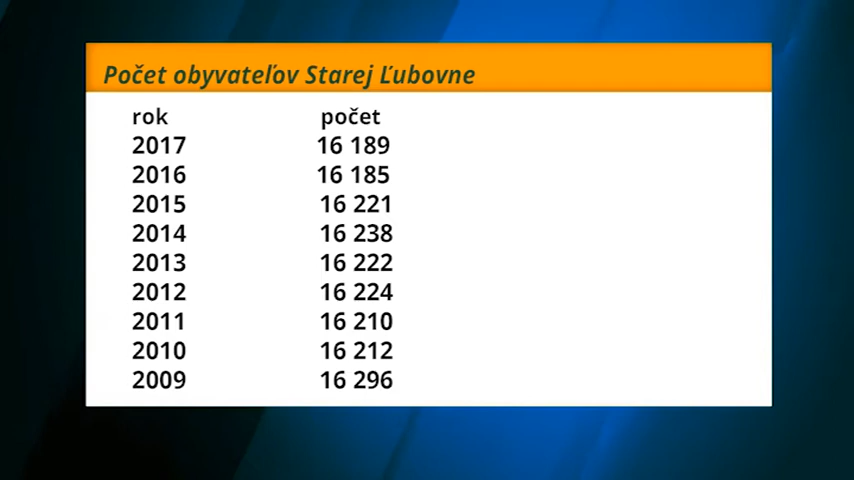 Počet obyvateľov Starej Ľubovne
rok počet
2017 16 189
2016 16 185
2015 16 221
2014 16 238
2013 16 222
2012 16 224
2011 16 210
2010 16 212
2009 16 296